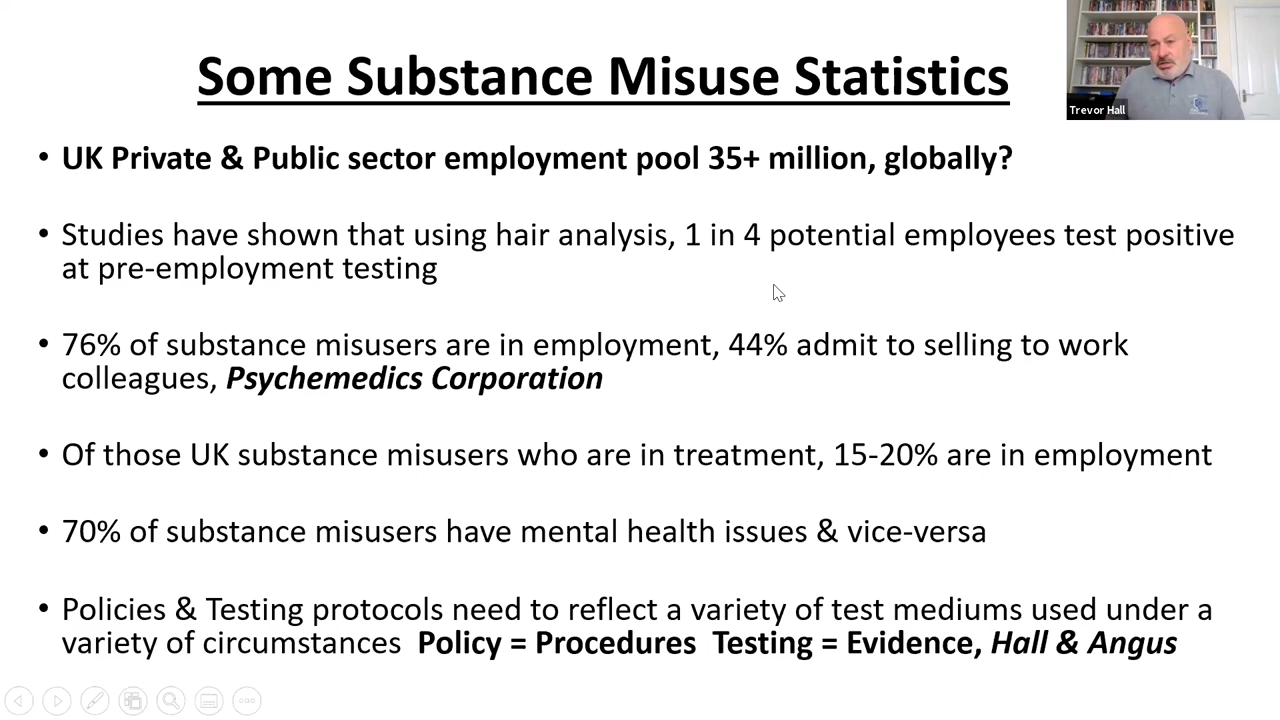 Some Substance Misuse Statistics
Trevor Hall
• UK Private & Public sector employment pool 35+ million, globally?
• Studies have shown that using hair analysis, 1 in 4 potential employees test positive
at pre-employment testing
• 76% of substance misusers are in employment, 44% admit to selling to work
colleagues, Psychemedics Corporation
• Of those UK substance misusers who are in treatment, 15-20% are in employment
• 70% of substance misusers have mental health issues & vice-versa
• Policies & Testing protocols need to reflect a variety of test mediums used under a
variety of circumstances Policy = Procedures Testing = Evidence, Hall & Angus